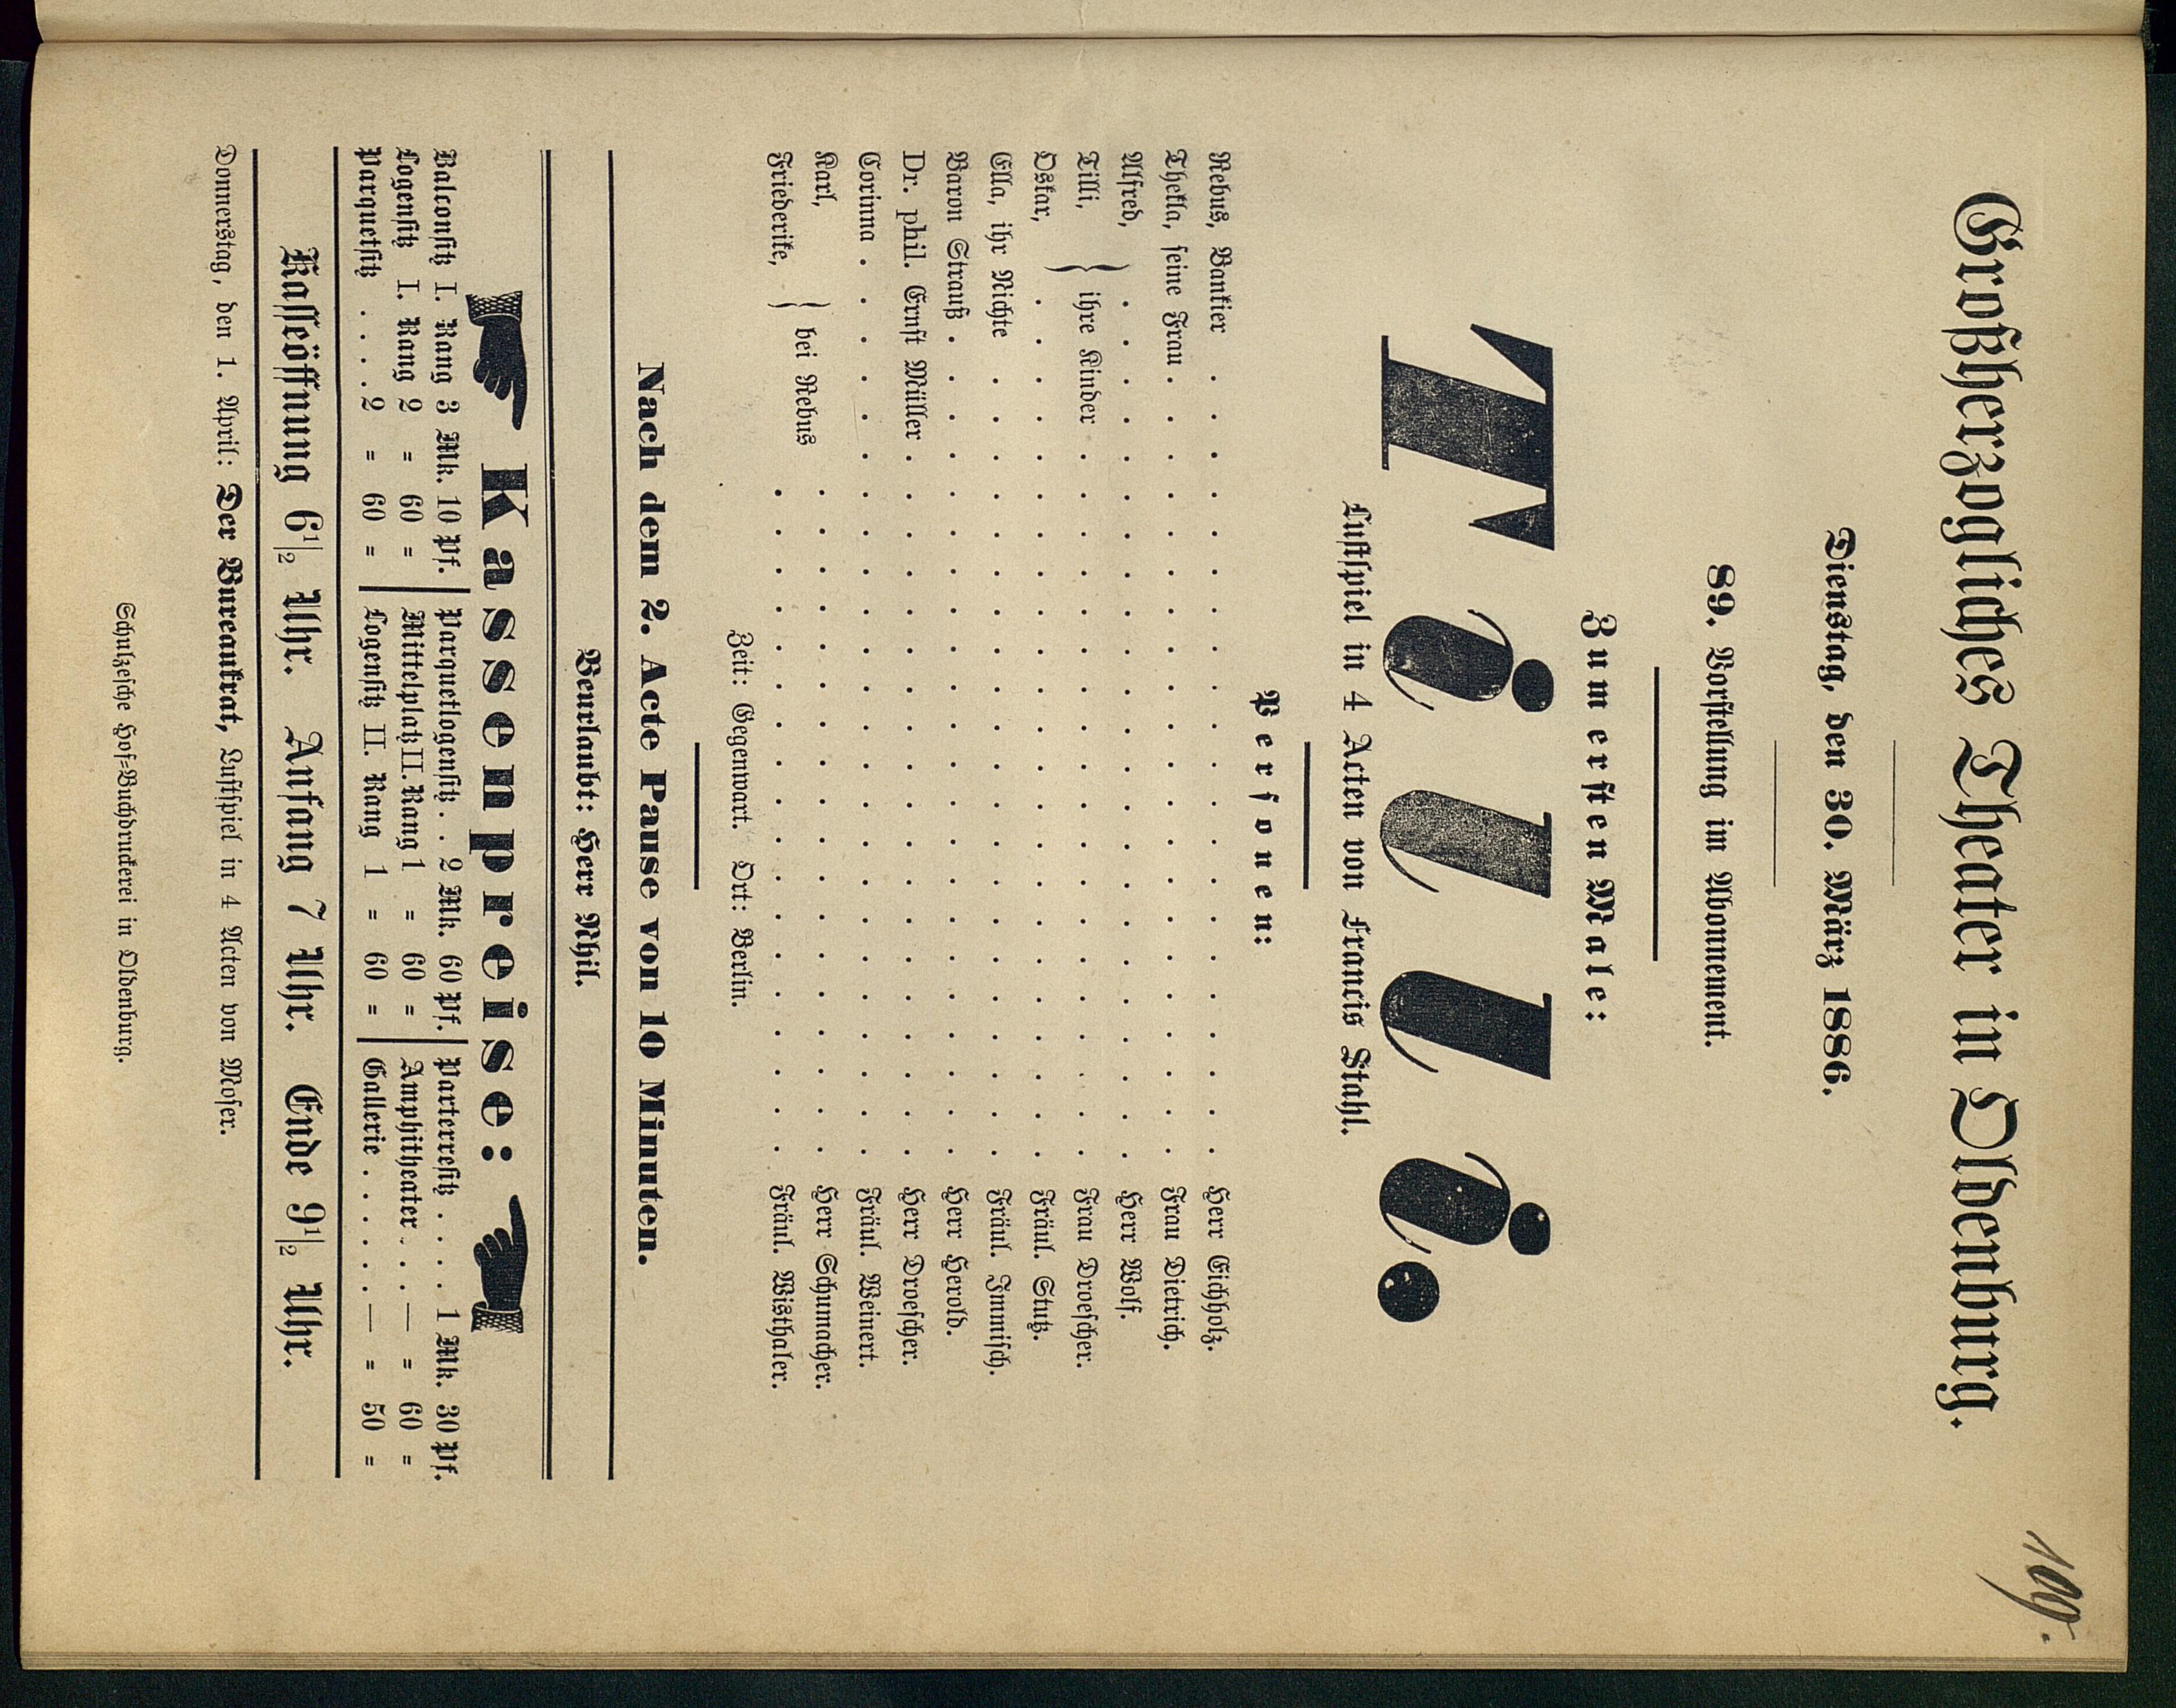 109.
Großherzogliches Theater in Oldenburg.
Dienstag, den 30. März 1886.
89. Vorstellung im Abonnement.
Zum ersten Male:
Tilli.
Lustspiel in 4 Acten von Francis Stahl.
Personen:
Rebus, Bankier . . . . . . . . . . . . . . . . . . . . Herr Eichholz.
Thekla, seine Frau . . . . . . . . . . . . . . . . . . . . Frau Dietrich.
Alfred, . . . . . . . . . . . . . . . . . . . . Herr Wolf.
Tilli, } ihre Kinder . . . . . . . . . . . . . . . . . . . Frau Droescher.
Oskar, . . . . . . . . . . . . . . . . . . . . Fräul. Stutz.
Ella, ihr Nichte . . . . . . . . . . . . . . . . . . . . Fräul. Immisch.
Baron Strauß . . . . . . . . . . . . . . . . . . . . Herr Herold.
Dr. phil. Ernst Müller . . . . . . . . . . . . . . . . . . . Herr Droescher.
Corinna . . . . . . . . . . . . . . . . . . . . Fräul. Weinert.
Karl, } bei Rebus . . . . . . . . . . . . . . . . . . Herr Schumacher.
Friederike, . . . . . . . . . . . . . . . . . . Fräul. Wisthaler.
Zeit: Gegenwart. Ort: Berlin.
Nach dem 2. Acte Pause von 10 Minuten.
Beurlaubt: Herr Rhil.
Kassenpreise:
Balconsitz I. Rang 3 Mk. 10 Pf. | Parquetlogensitz . . 2 Mk. 60 Pf. | Parterresitz . . . . 1 Mk. 30 Pf.
Logensitz I. Rang 2 = 60 = | Mittelplatz II. Rang 1 = 60 = | Amphitheater . . . — = 60 =
Parquetsitz . . . . 2 = 60 = | Logensitz II. Rang 1 = 60 = | Gallerie . . . . . . — = 50 =
Kasseöffnung 6½ Uhr. Anfang 7 Uhr. Ende 9½ Uhr.
Donnerstag, den 1. April: Der Bureaukrat, Lustspiel in 4 Acten von Moser.
Schulzesche Hof=Buchdruckerei in Oldenburg.